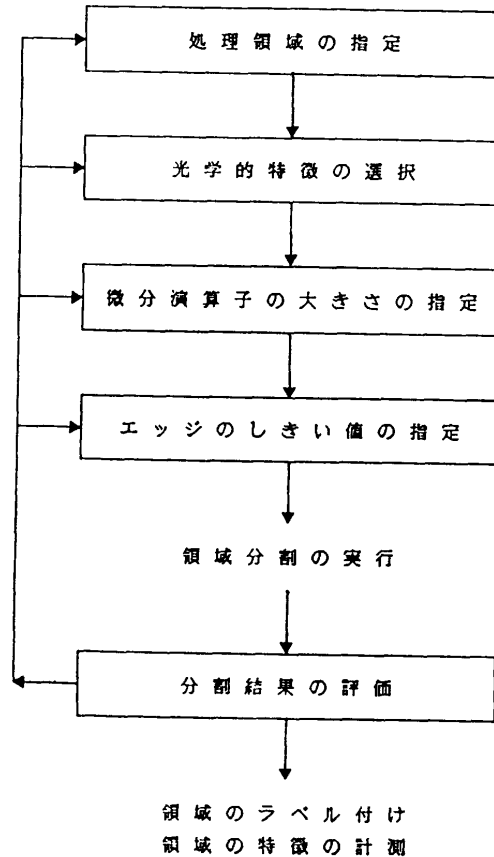 処理領域の指定
光学的特徴の選択
微分演算子の大きさの指定
エッジのしきい値の指定
領域分割の実行
分割結果の評価
領域のラベル付け
領域の特徴の計測